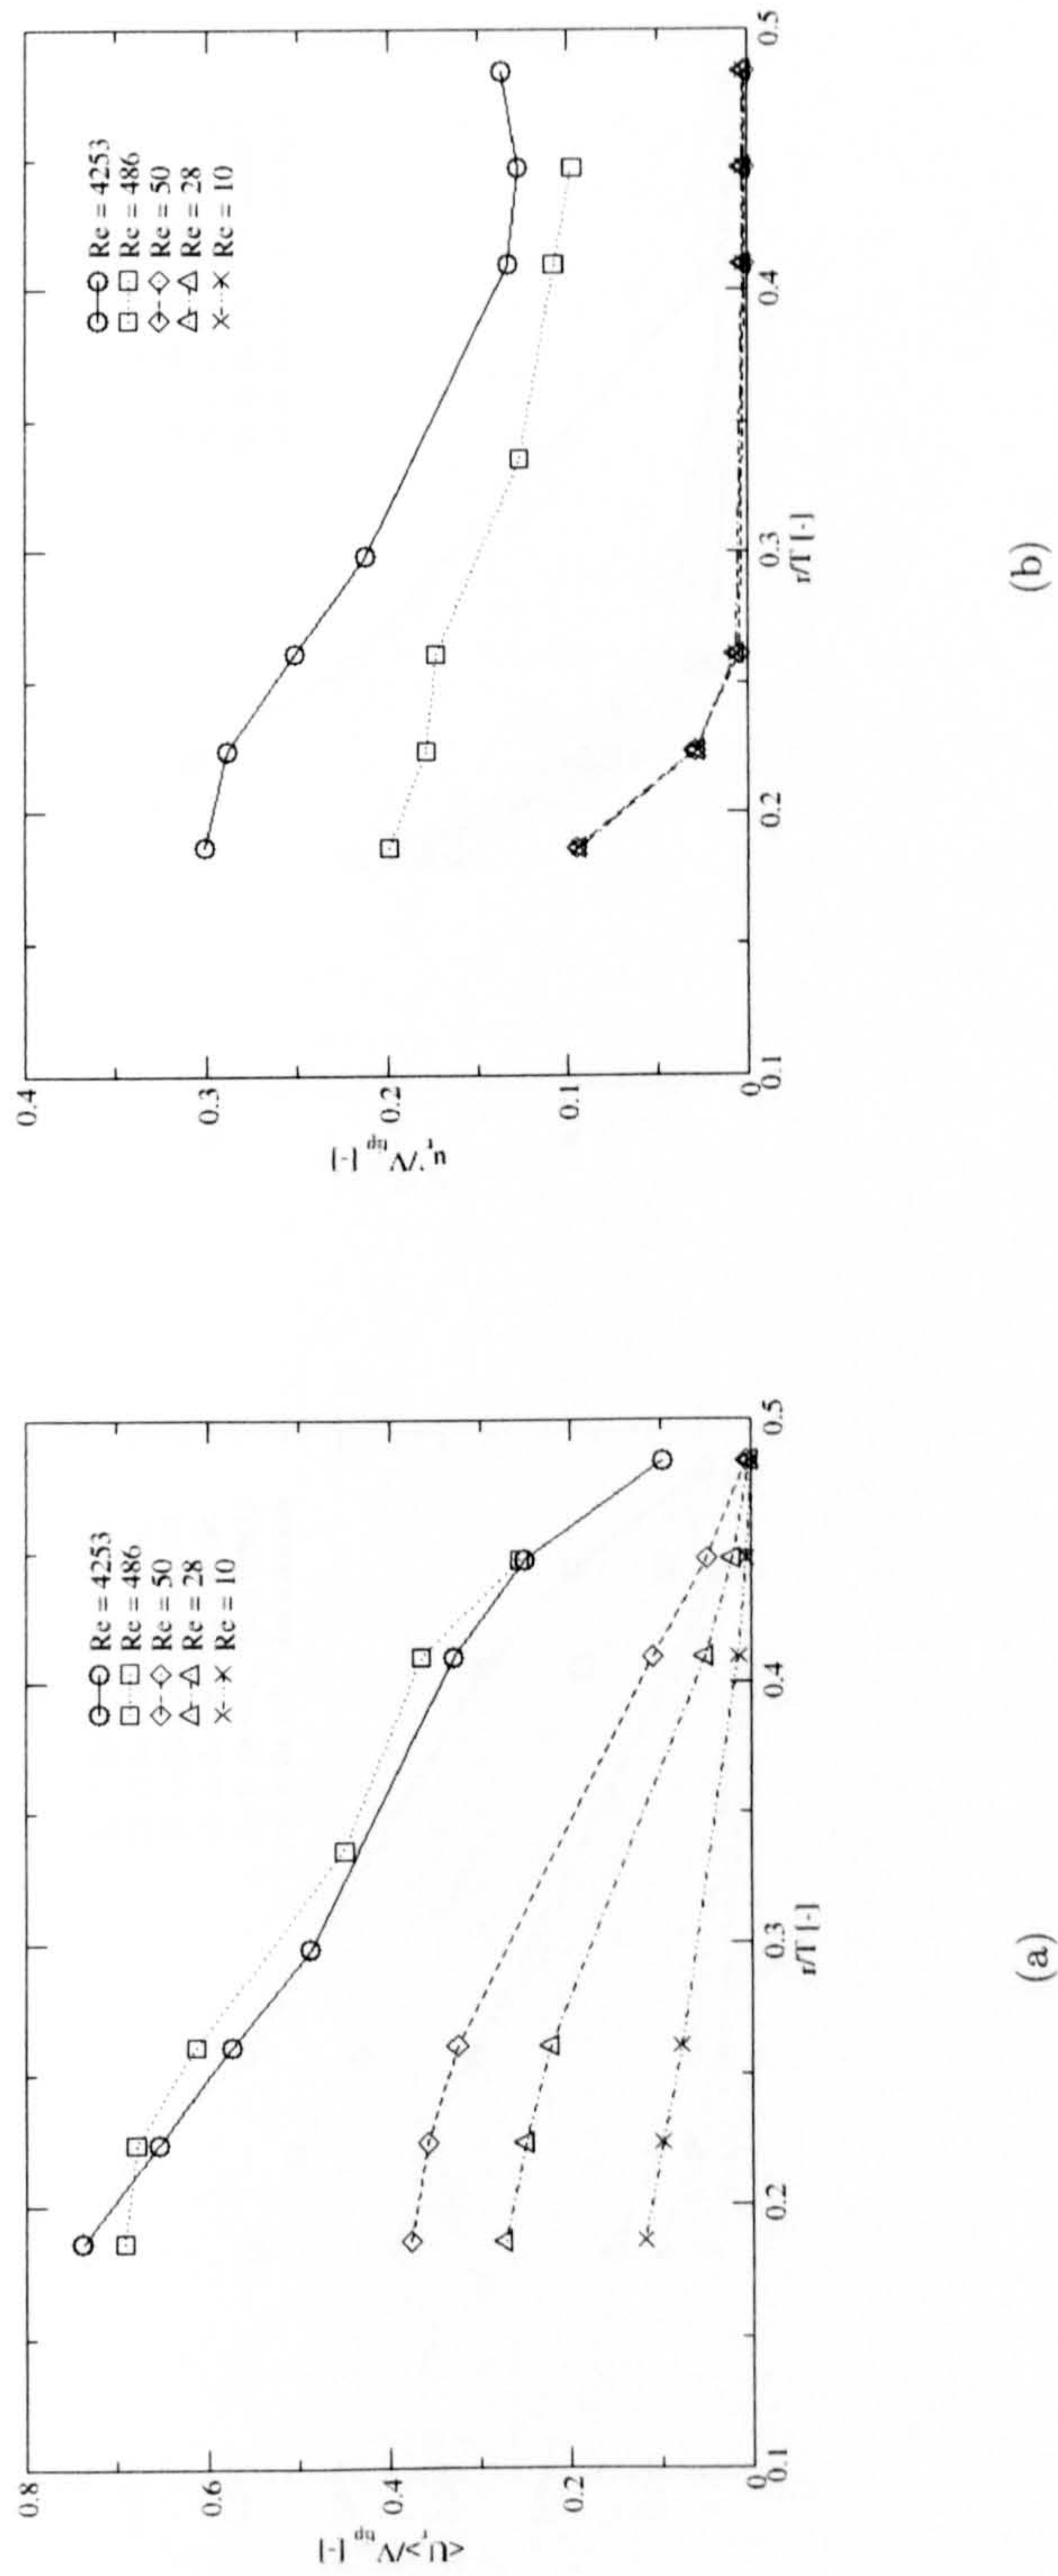 0.8
0.6
0.4
0.2
0
<U_r>/V_tip [-]
0.1
0.2
0.3
0.4
0.5
r/T [-]
Re = 4253
Re = 486
Re = 50
Re = 28
Re = 10
(a)
0.4
0.3
0.2
0.1
0
u_r'/V_tip [-]
0.1
0.2
0.3
0.4
0.5
r/T [-]
Re = 4253
Re = 486
Re = 50
Re = 28
Re = 10
(b)